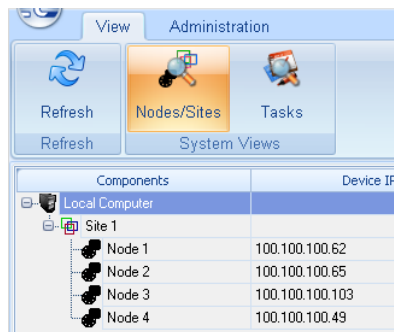 View Administration
Refresh Nodes/Sites Tasks
Refresh System Views
Components Device IP
Local Computer
Site 1
Node 1 100.100.100.62
Node 2 100.100.100.65
Node 3 100.100.100.103
Node 4 100.100.100.49